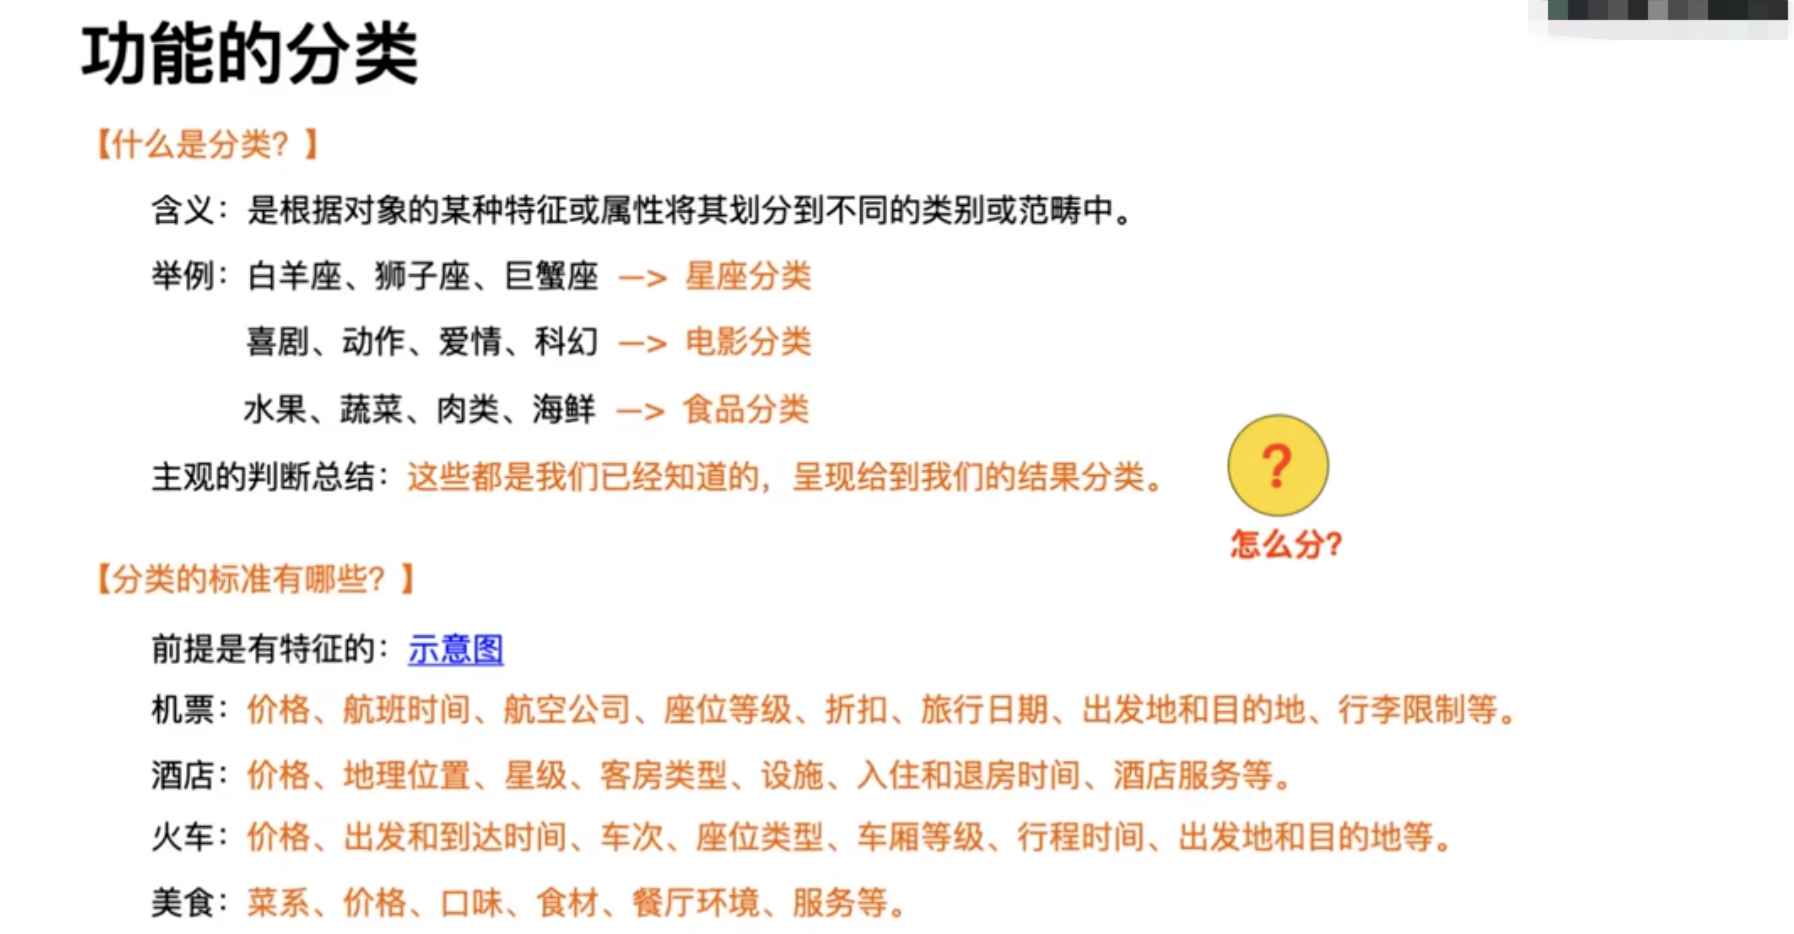 功能的分类
【什么是分类？】
含义：是根据对象的某种特征或属性将其划分到不同的类别或范畴中。
举例：白羊座、狮子座、巨蟹座 —> 星座分类
喜剧、动作、爱情、科幻 —> 电影分类
水果、蔬菜、肉类、海鲜 —> 食品分类
主观的判断总结：这些都是我们已经知道的，呈现给到我们的结果分类。
?
怎么分?
【分类的标准有哪些？】
前提是有特征的：示意图
机票：价格、航班时间、航空公司、座位等级、折扣、旅行日期、出发地和目的地、行李限制等。
酒店：价格、地理位置、星级、客房类型、设施、入住和退房时间、酒店服务等。
火车：价格、出发和到达时间、车次、座位类型、车厢等级、行程时间、出发地和目的地等。
美食：菜系、价格、口味、食材、餐厅环境、服务等。